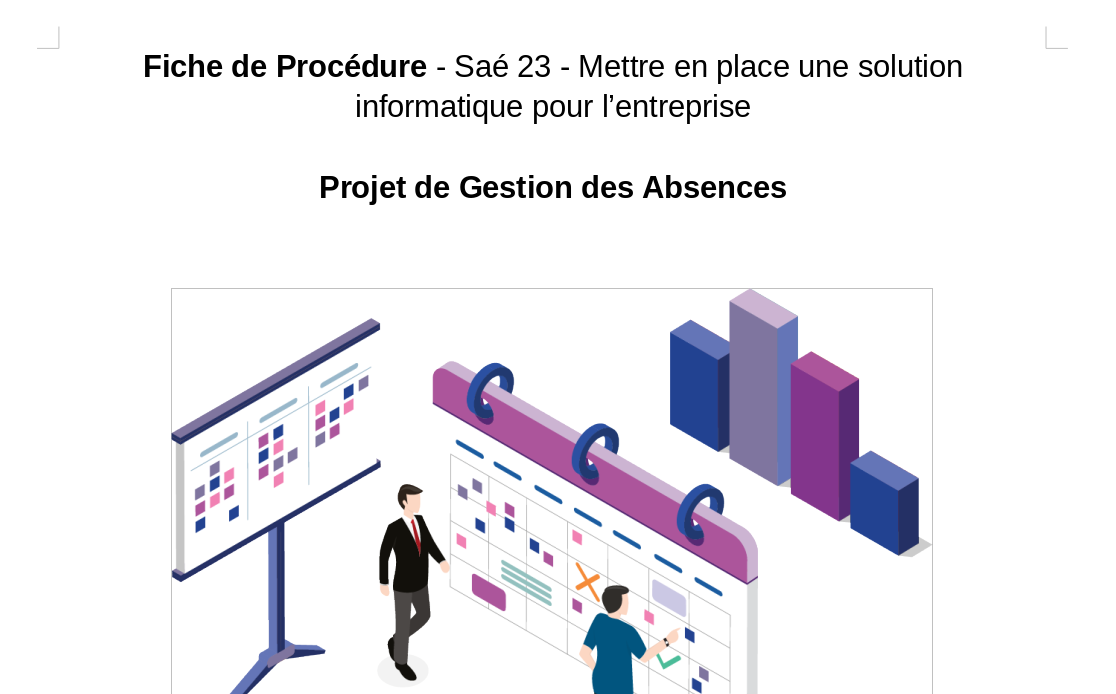 Fiche de Procédure - Saé 23 - Mettre en place une solution
informatique pour l’entreprise
Projet de Gestion des Absences